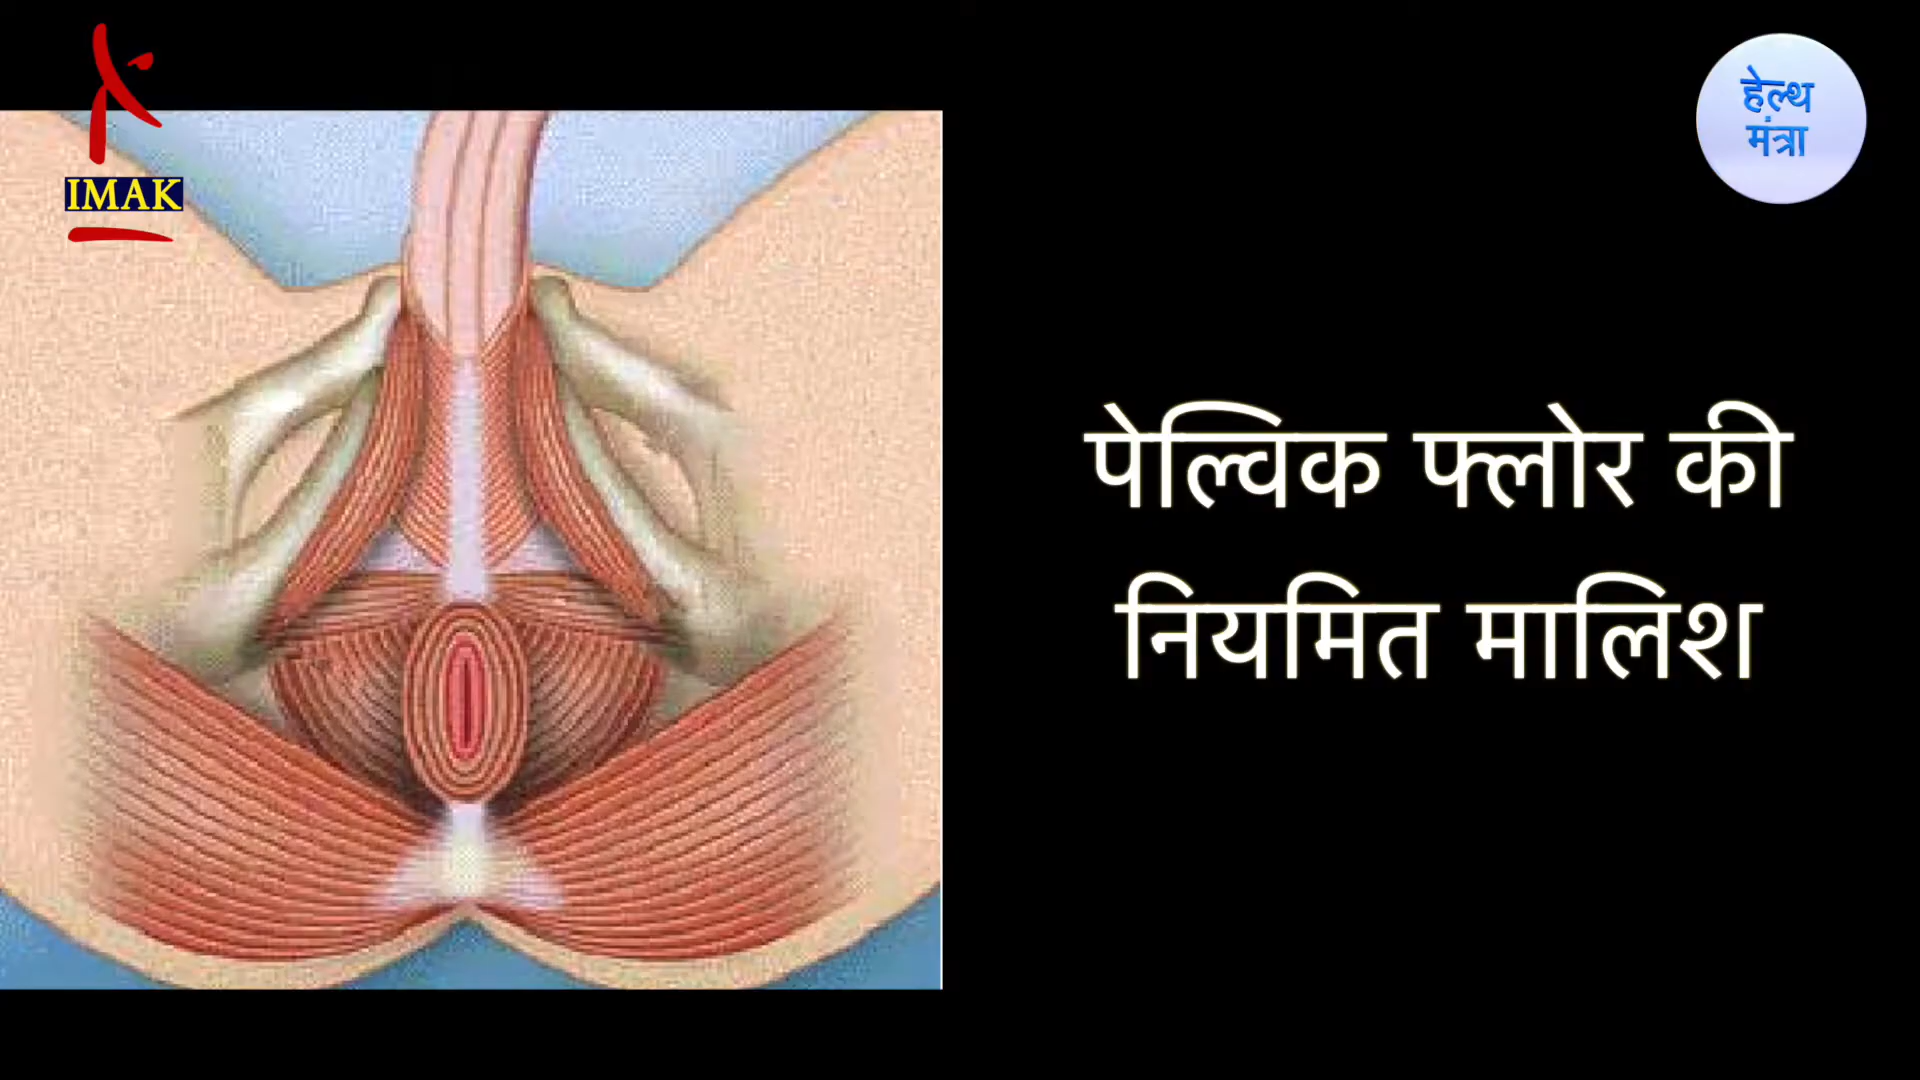 IMAK
हेल्थ
मंत्रा
पेल्विक फ्लोर की
नियमित मालिश